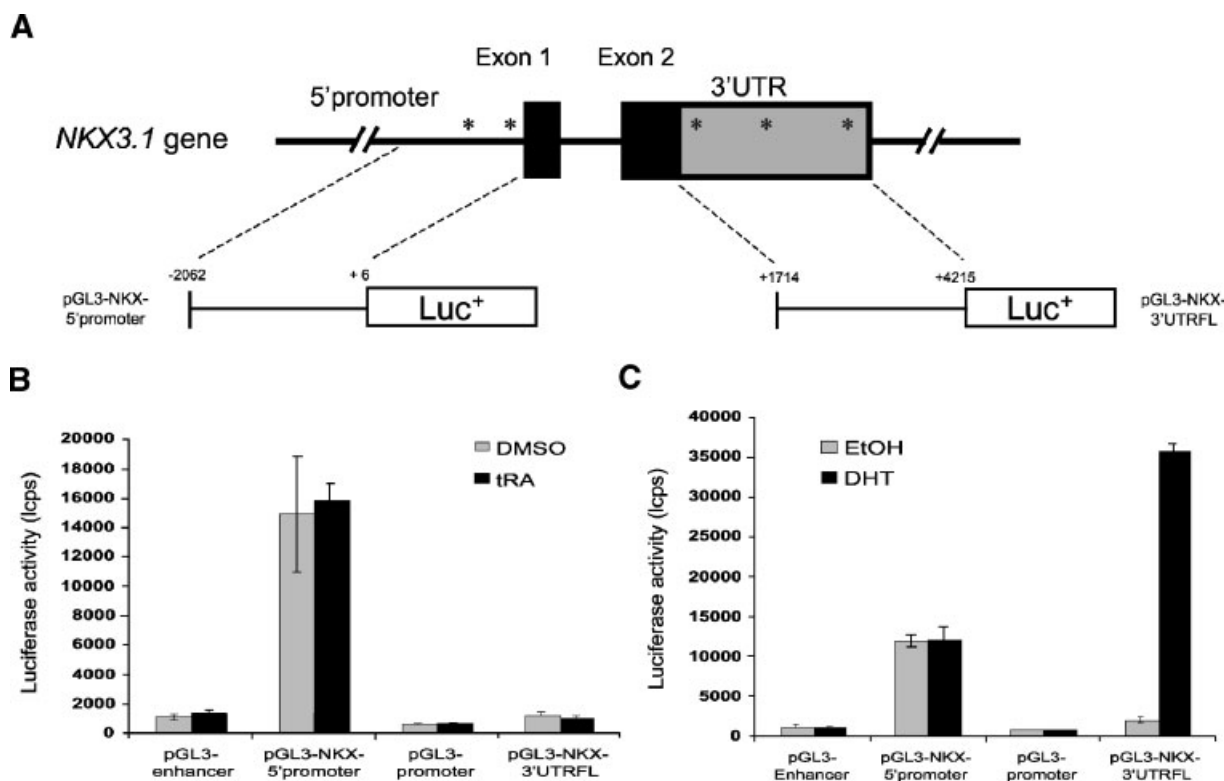 A
Exon 1 Exon 2
5'promoter 3'UTR
* * * * *
NKX3.1 gene
-2062 +6 +1714 +4215
pGL3-NKX-
5'promoter
Luc+
Luc+
pGL3-NKX-
3'UTRFL
B
Luciferase activity (lcps)
20000
18000
16000
14000
12000
10000
8000
6000
4000
2000
0
DMSO
tRA
pGL3-
enhancer
pGL3-NKX-
5'promoter
pGL3-
promoter
pGL3-NKX-
3'UTRFL
C
Luciferase activity (lcps)
40000
35000
30000
25000
20000
15000
10000
5000
0
EtOH
DHT
pGL3-
Enhancer
pGL3-NKX-
5'promoter
pGL3-
promoter
pGL3-NKX-
3'UTRFL